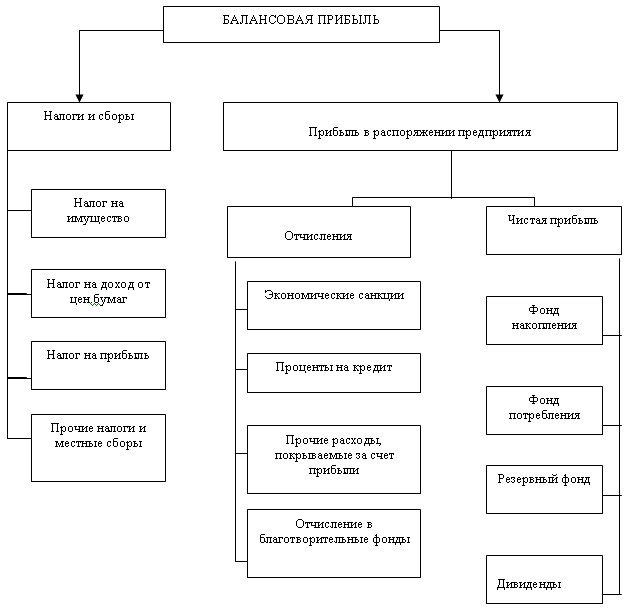 БАЛАНСОВАЯ ПРИБЫЛЬ
Налоги и сборы
Прибыль в распоряжении предприятия
Налог на
имущество
Налог на доход от
цен.бумаг
Налог на прибыль
Прочие налоги и
местные сборы
Отчисления
Экономические санкции
Проценты на кредит
Прочие расходы,
покрываемые за счет
прибыли
Отчисление в
благотворительные фонды
Чистая прибыль
Фонд
накопления
Фонд
потребления
Резервный фонд
Дивиденды